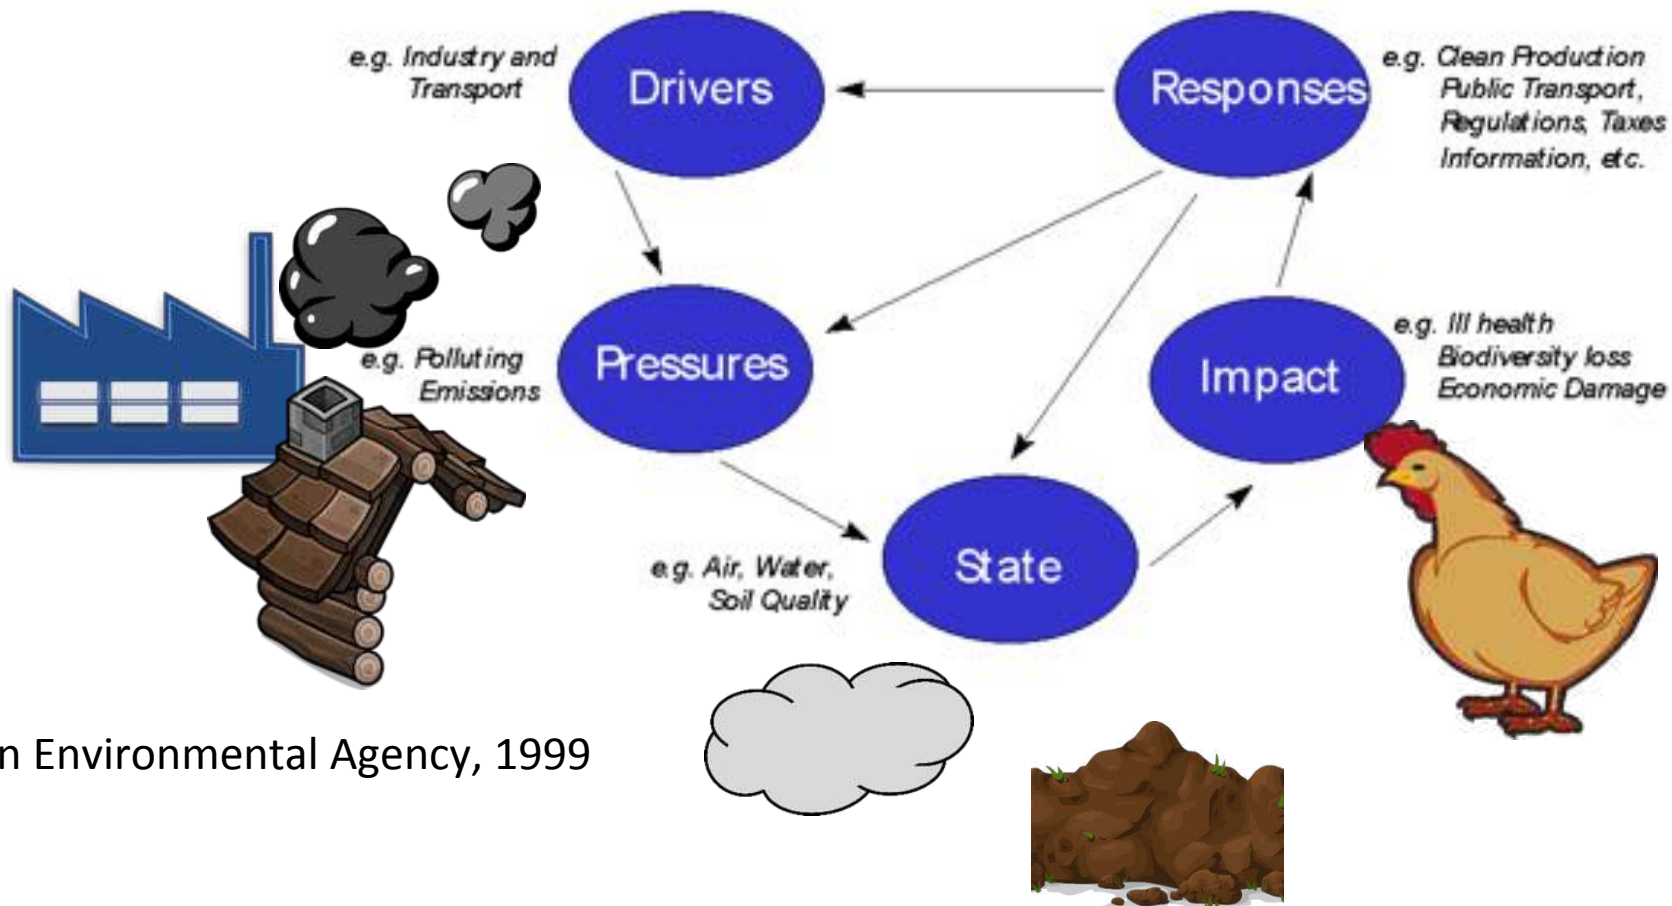 e.g. Industry and
Transport
Drivers
Responses
e.g. Clean Production
Public Transport,
Regulations, Taxes
Information, etc.
e.g. Polluting
Emissions
Pressures
Impact
e.g. Ill health
Biodiversity loss
Economic Damage
e.g. Air, Water,
Soil Quality
State
n Environmental Agency, 1999